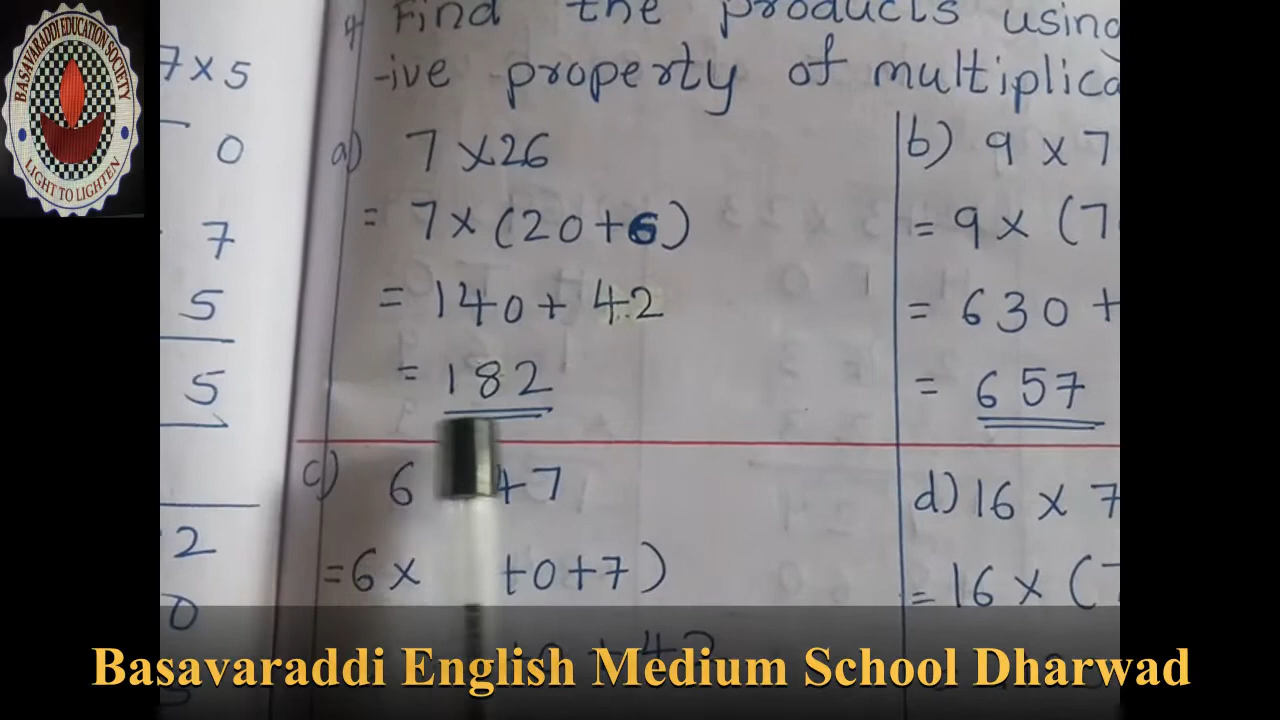 BASAVARADDI EDUCATION SOCIETY
LIGHT TO LIGHTEN
7 x 5
0
7
5
5
2
0
Find the products using
-ive property of multiplica
a) 7 x 26
= 7 x (20+6)
= 140 + 42
= 182
b) 9 x 7
= 9 x (7
= 630 +
= 657
c) 6 47
= 6 x +0+7)
d) 16 x 7
= 16 x (7
Basavaraddi English Medium School Dharwad